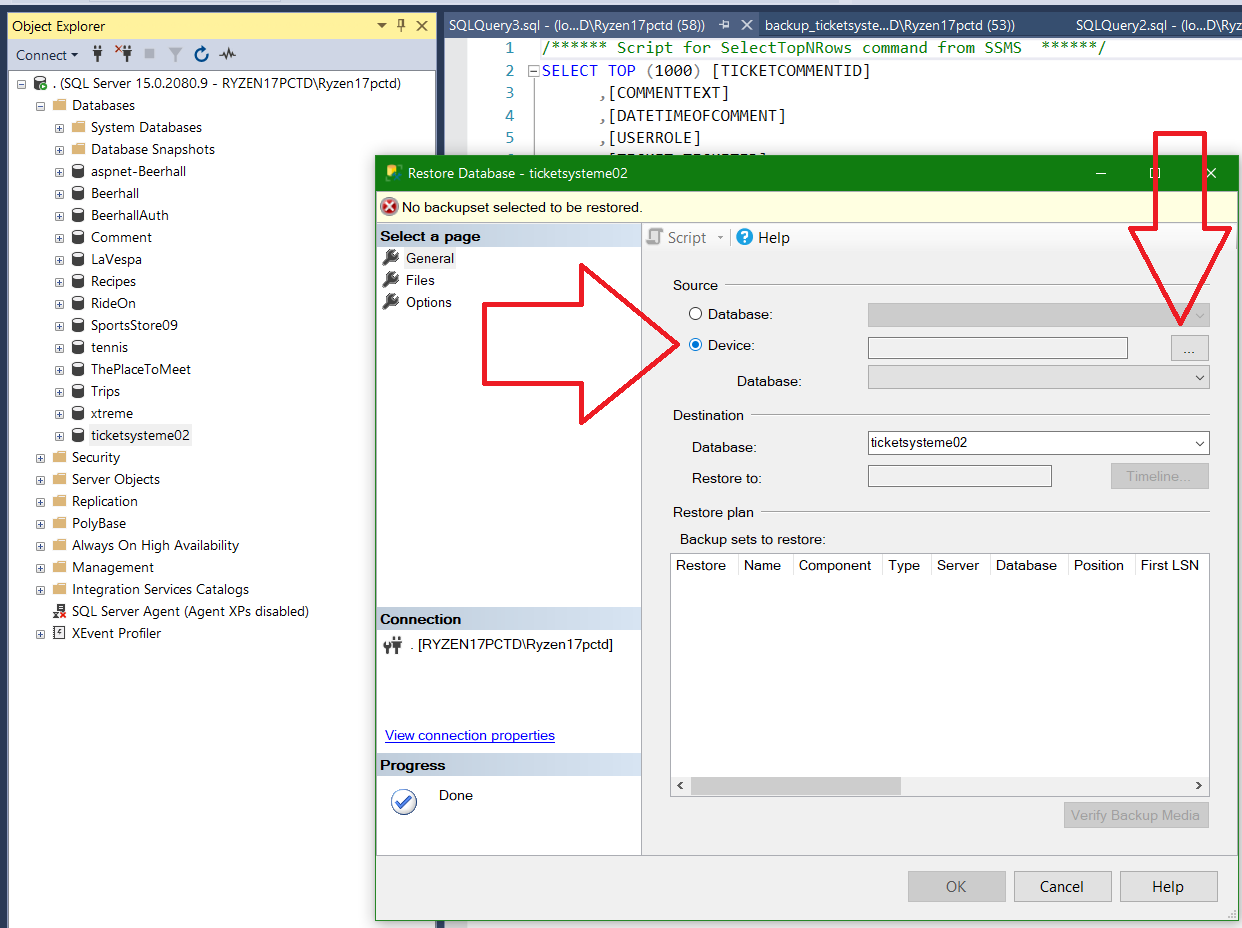 Object Explorer
Connect
. (SQL Server 15.0.2080.9 - RYZEN17PCTD\Ryzen17pctd)
Databases
System Databases
Database Snapshots
aspnet-Beerhall
Beerhall
BeerhallAuth
Comment
LaVespa
Recipes
RideOn
SportsStore09
tennis
ThePlaceToMeet
Trips
xtreme
ticketsysteme02
Security
Server Objects
Replication
PolyBase
Always On High Availability
Management
Integration Services Catalogs
SQL Server Agent (Agent XPs disabled)
XEvent Profiler
SQLQuery3.sql - (lo...D\Ryzen17pctd (58)) backup_ticketsyste...D\Ryzen17pctd (53)) SQLQuery2.sql - (lo...D\Ryz
1 /****** Script for SelectTopNRows command from SSMS ******/
2 SELECT TOP (1000) [TICKETCOMMENTID]
3 ,[COMMENTTEXT]
4 ,[DATETIMEOFCOMMENT]
5 ,[USERROLE]
Restore Database - ticketsysteme02
No backupset selected to be restored.
Select a page
General
Files
Options
Connection
. [RYZEN17PCTD\Ryzen17pctd]
View connection properties
Progress
Done
Script Help
Source
Database:
Device: ...
Database:
Destination
Database: ticketsysteme02
Restore to: Timeline...
Restore plan
Backup sets to restore:
Restore Name Component Type Server Database Position First LSN
Verify Backup Media
OK Cancel Help